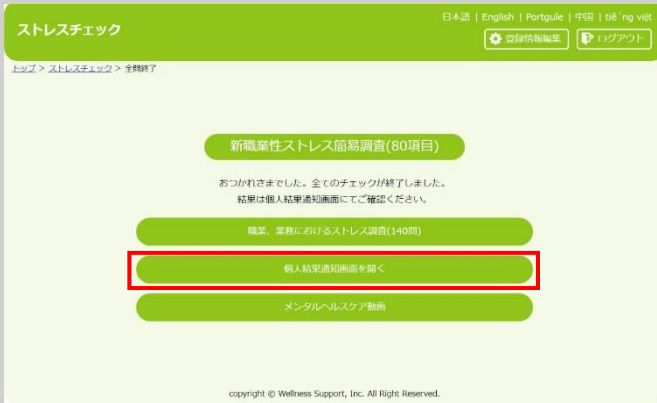 ストレスチェック
日本語 | English | Portgule | 中国 | tiếng việt
登録情報編集
ログアウト
トップ > ストレスチェック > 全問終了
新職業性ストレス簡易調査(80項目)
おつかれさまでした。全てのチェックが終了しました。
結果は個人結果通知画面にてご確認ください。
職業、業務におけるストレス調査(140問)
個人結果通知画面を開く
メンタルヘルスケア動画
copyright © Wellness Support, Inc. All Right Reserved.